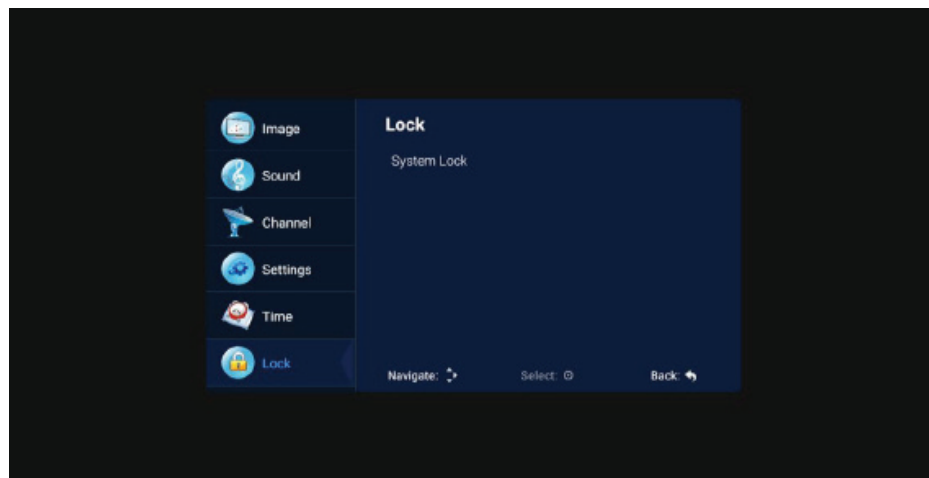 Image
Sound
Channel
Settings
Time
Lock
Lock
System Lock
Navigate:
Select:
Back: